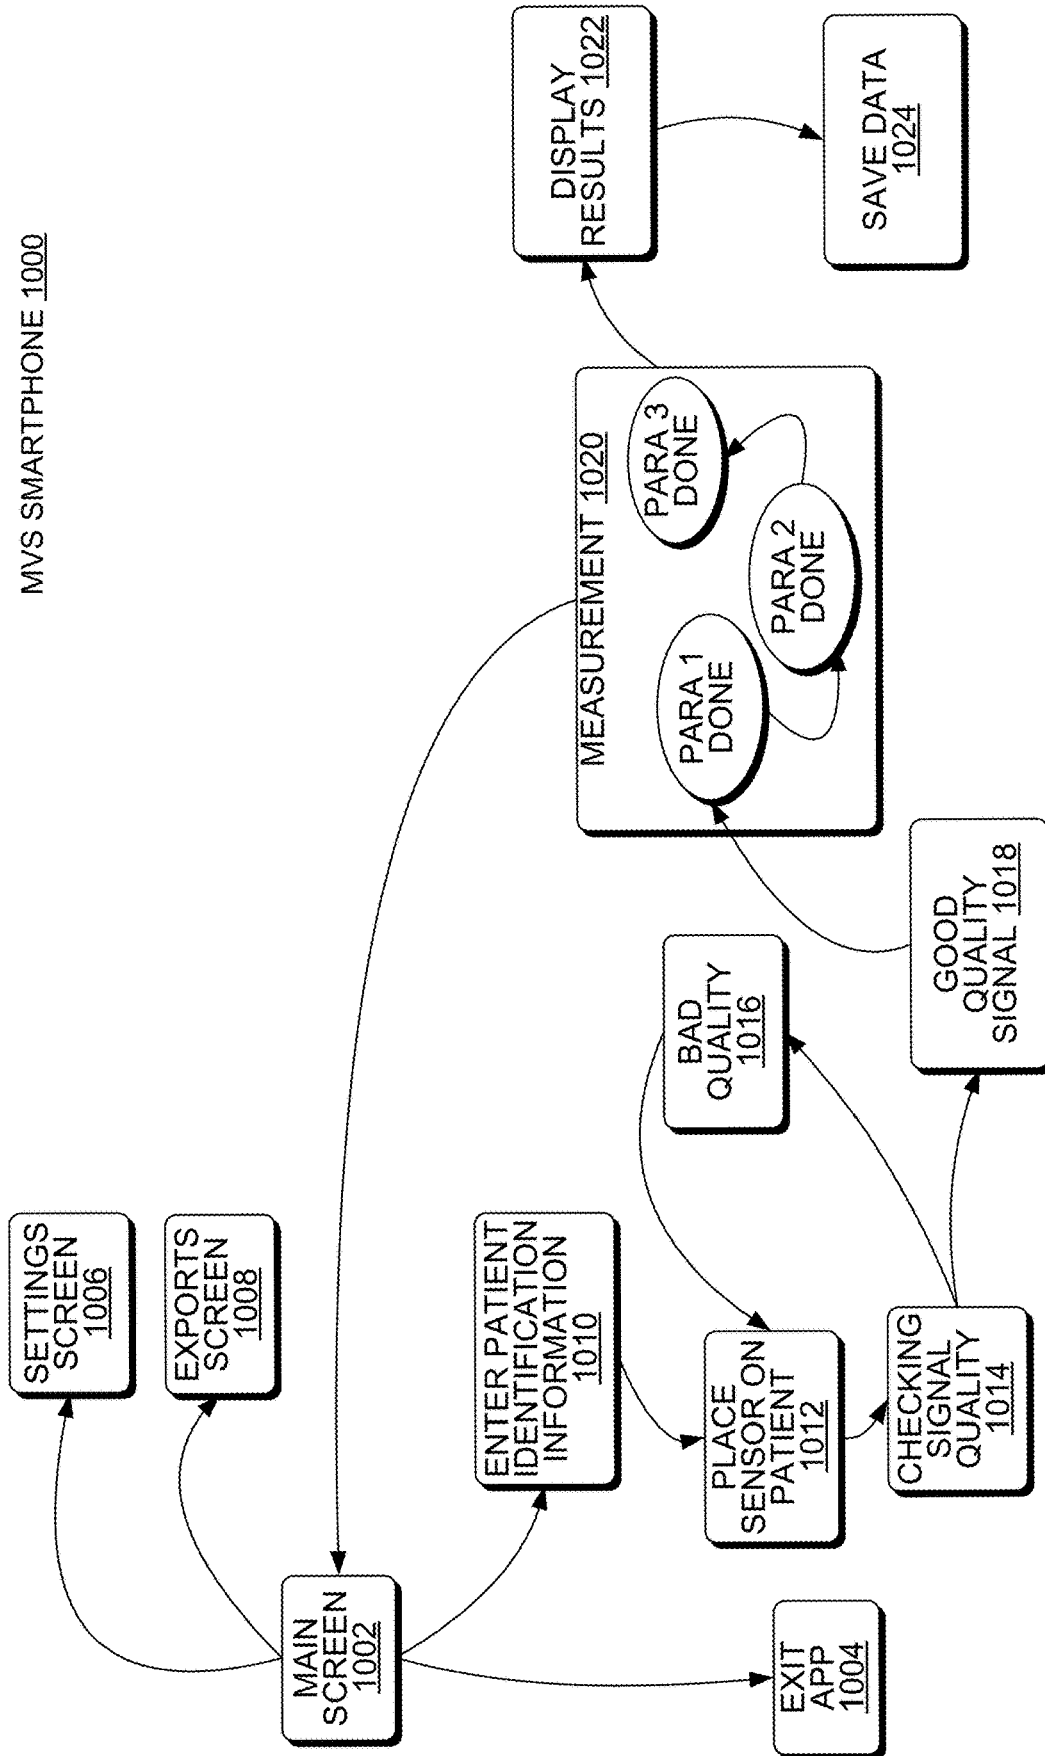 MVS SMARTPHONE 1000
SETTINGS
SCREEN
1006
EXPORTS
SCREEN
1008
MAIN
SCREEN
1002
ENTER PATIENT
IDENTIFICATION
INFORMATION
1010
EXIT
APP
1004
PLACE
SENSOR ON
PATIENT
1012
CHECKING
SIGNAL
QUALITY
1014
BAD
QUALITY
1016
GOOD
QUALITY
SIGNAL 1018
MEASUREMENT 1020
PARA 1
DONE
PARA 2
DONE
PARA 3
DONE
DISPLAY
RESULTS 1022
SAVE DATA
1024